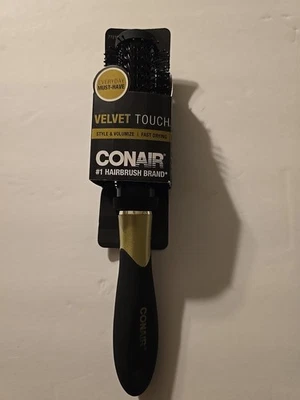 EVERYDAY
MUST-HAVE
VELVET TOUCH
STYLE & VOLUMIZE | FAST DRYING
CONAIR
#1 HAIRBRUSH BRAND*
CONAIR